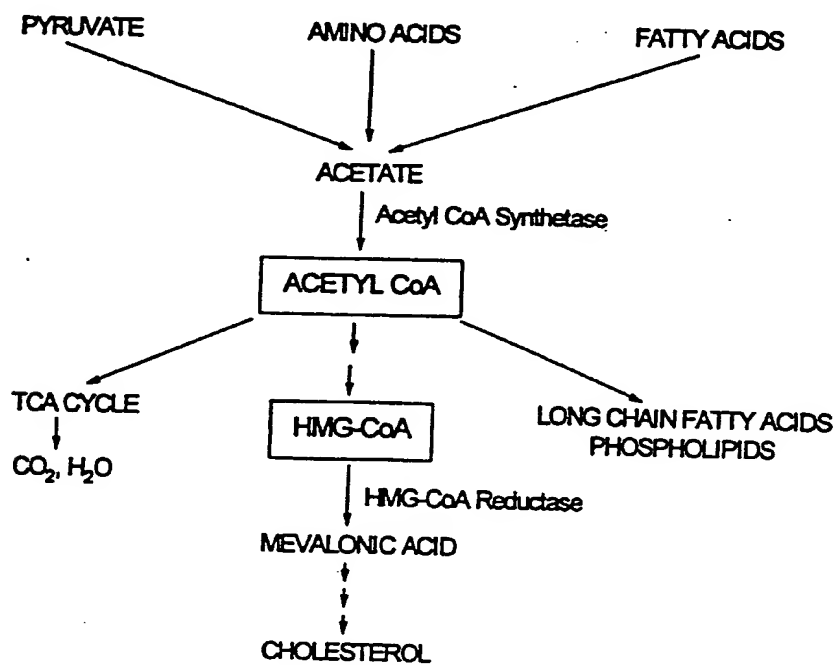 PYRUVATE
AMINO ACIDS
FATTY ACIDS
ACETATE
Acetyl CoA Synthetase
ACETYL CoA
TCA CYCLE
CO₂, H₂O
HMG-CoA
LONG CHAIN FATTY ACIDS
PHOSPHOLIPIDS
HMG-CoA Reductase
MEVALONIC ACID
CHOLESTEROL